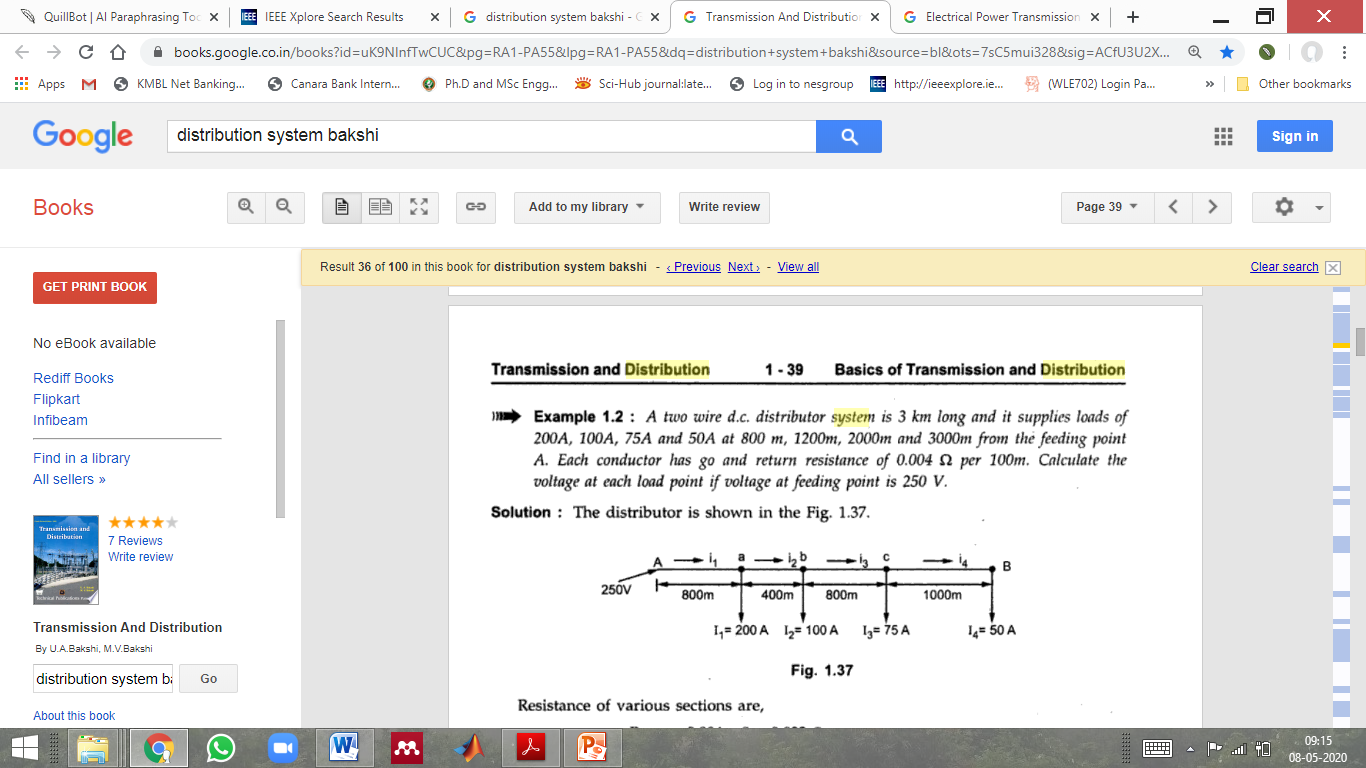 QuillBot | AI Paraphrasing Too
IEEE Xplore Search Results
distribution system bakshi - G
Transmission And Distribution
Electrical Power Transmission
books.google.co.in/books?id=uK9NlnfTwCUC&pg=RA1-PA55&lpg=RA1-PA55&dq=distribution+system+bakshi&source=bl&ots=7sC5mui328&sig=ACfU3U2X...
Apps
KMBL Net Banking...
Canara Bank Intern...
Ph.D and MSc Engg...
Sci-Hub journal:late...
Log in to nesgroup
http://ieeexplore.ie...
(WLE702) Login Pa...
»
Other bookmarks
Google
distribution system bakshi
Sign in
Books
Add to my library
Write review
Page 39
Result 36 of 100 in this book for distribution system bakshi - ‹ Previous Next › - View all
Clear search
GET PRINT BOOK
No eBook available
Rediff Books
Flipkart
Infibeam
Find in a library
All sellers »
Transmission and
Distribution
7 Reviews
Write review
Transmission And Distribution
By U.A.Bakshi, M.V.Bakshi
distribution system ba
Go
About this book
Transmission and Distribution 1 - 39 Basics of Transmission and Distribution
Example 1.2 : A two wire d.c. distributor system is 3 km long and it supplies loads of
200A, 100A, 75A and 50A at 800 m, 1200m, 2000m and 3000m from the feeding point
A. Each conductor has go and return resistance of 0.004 Ω per 100m. Calculate the
voltage at each load point if voltage at feeding point is 250 V.
Solution : The distributor is shown in the Fig. 1.37.
A i₁ a i₂ b i₃ c i₄ B
250V
800m 400m 800m 1000m
I₁= 200 A I₂= 100 A I₃= 75 A I₄= 50 A
Fig. 1.37
Resistance of various sections are,
09:15
08-05-2020